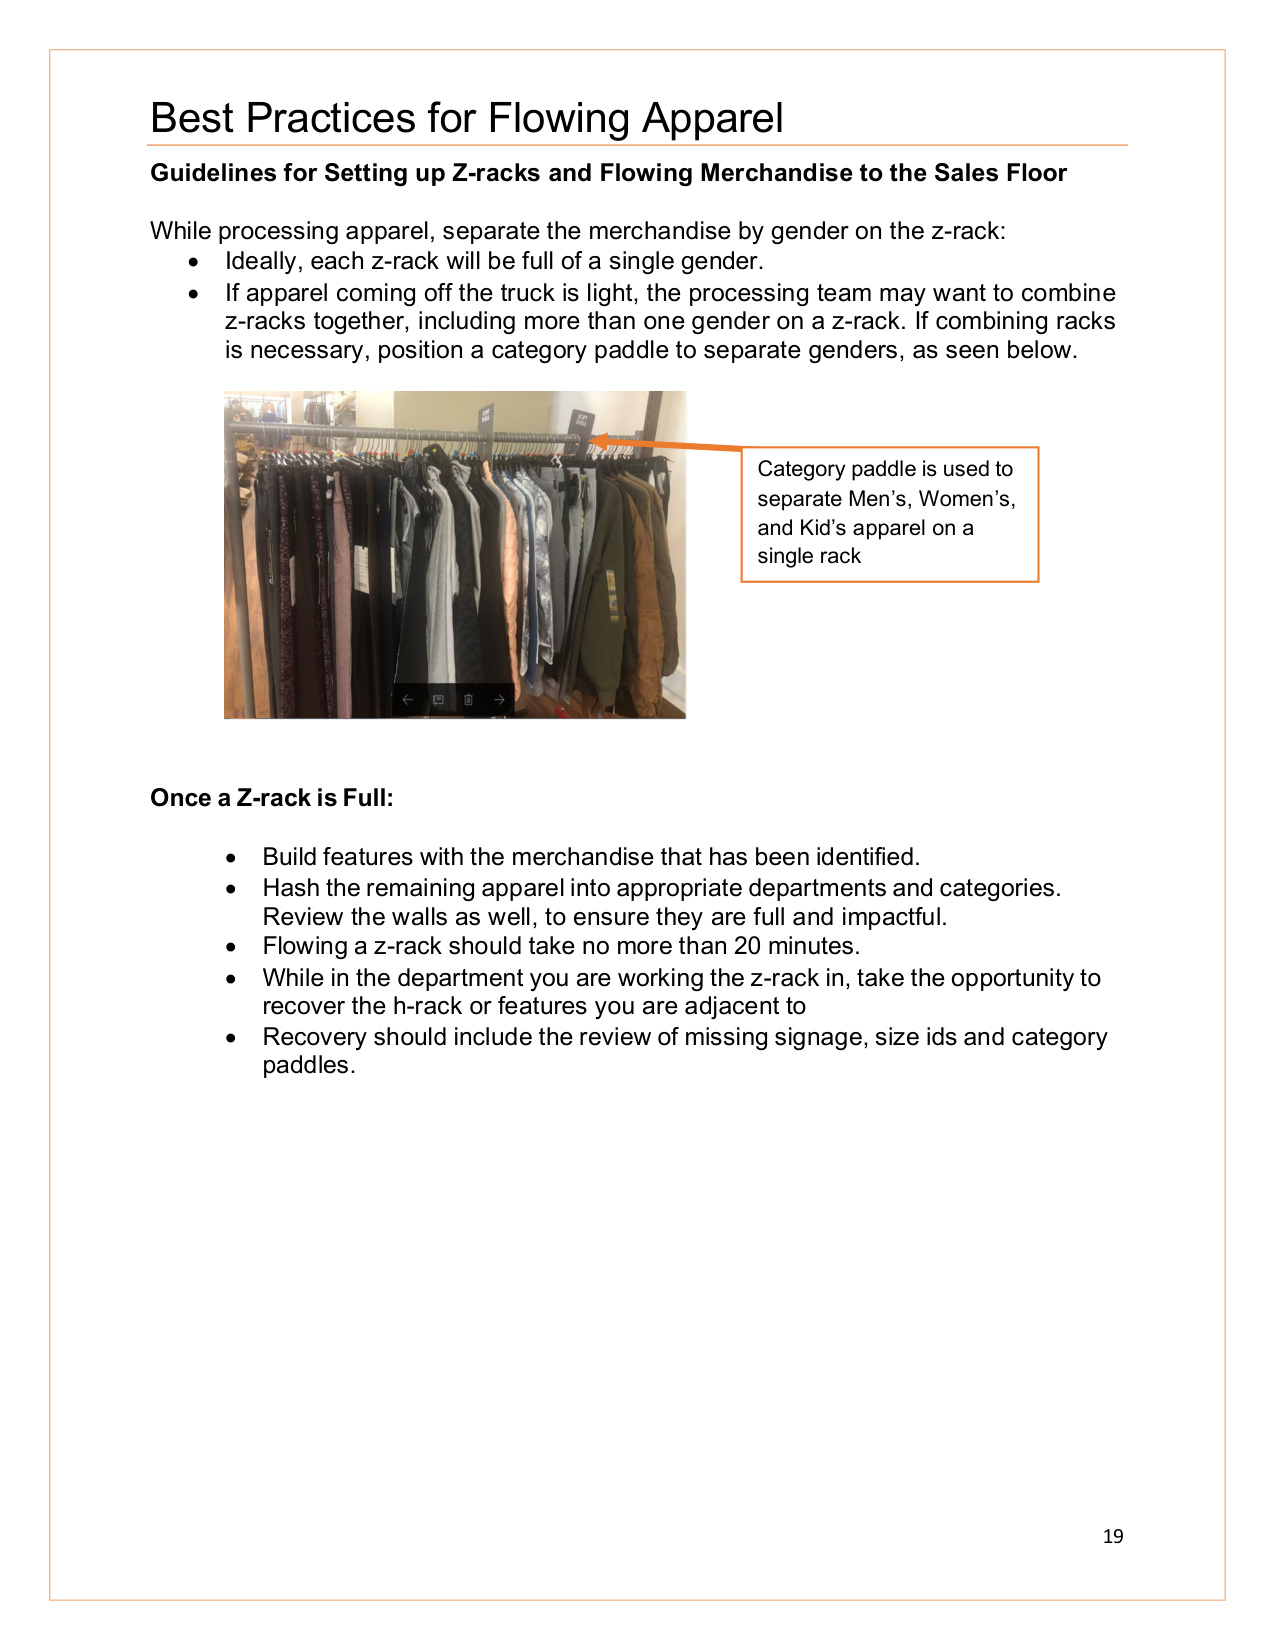 Best Practices for Flowing Apparel
Guidelines for Setting up Z-racks and Flowing Merchandise to the Sales Floor
While processing apparel, separate the merchandise by gender on the z-rack:
• Ideally, each z-rack will be full of a single gender.
• If apparel coming off the truck is light, the processing team may want to combine
z-racks together, including more than one gender on a z-rack. If combining racks
is necessary, position a category paddle to separate genders, as seen below.
Category paddle is used to
separate Men’s, Women’s,
and Kid’s apparel on a
single rack
Once a Z-rack is Full:
• Build features with the merchandise that has been identified.
• Hash the remaining apparel into appropriate departments and categories.
Review the walls as well, to ensure they are full and impactful.
• Flowing a z-rack should take no more than 20 minutes.
• While in the department you are working the z-rack in, take the opportunity to
recover the h-rack or features you are adjacent to
• Recovery should include the review of missing signage, size ids and category
paddles.
19